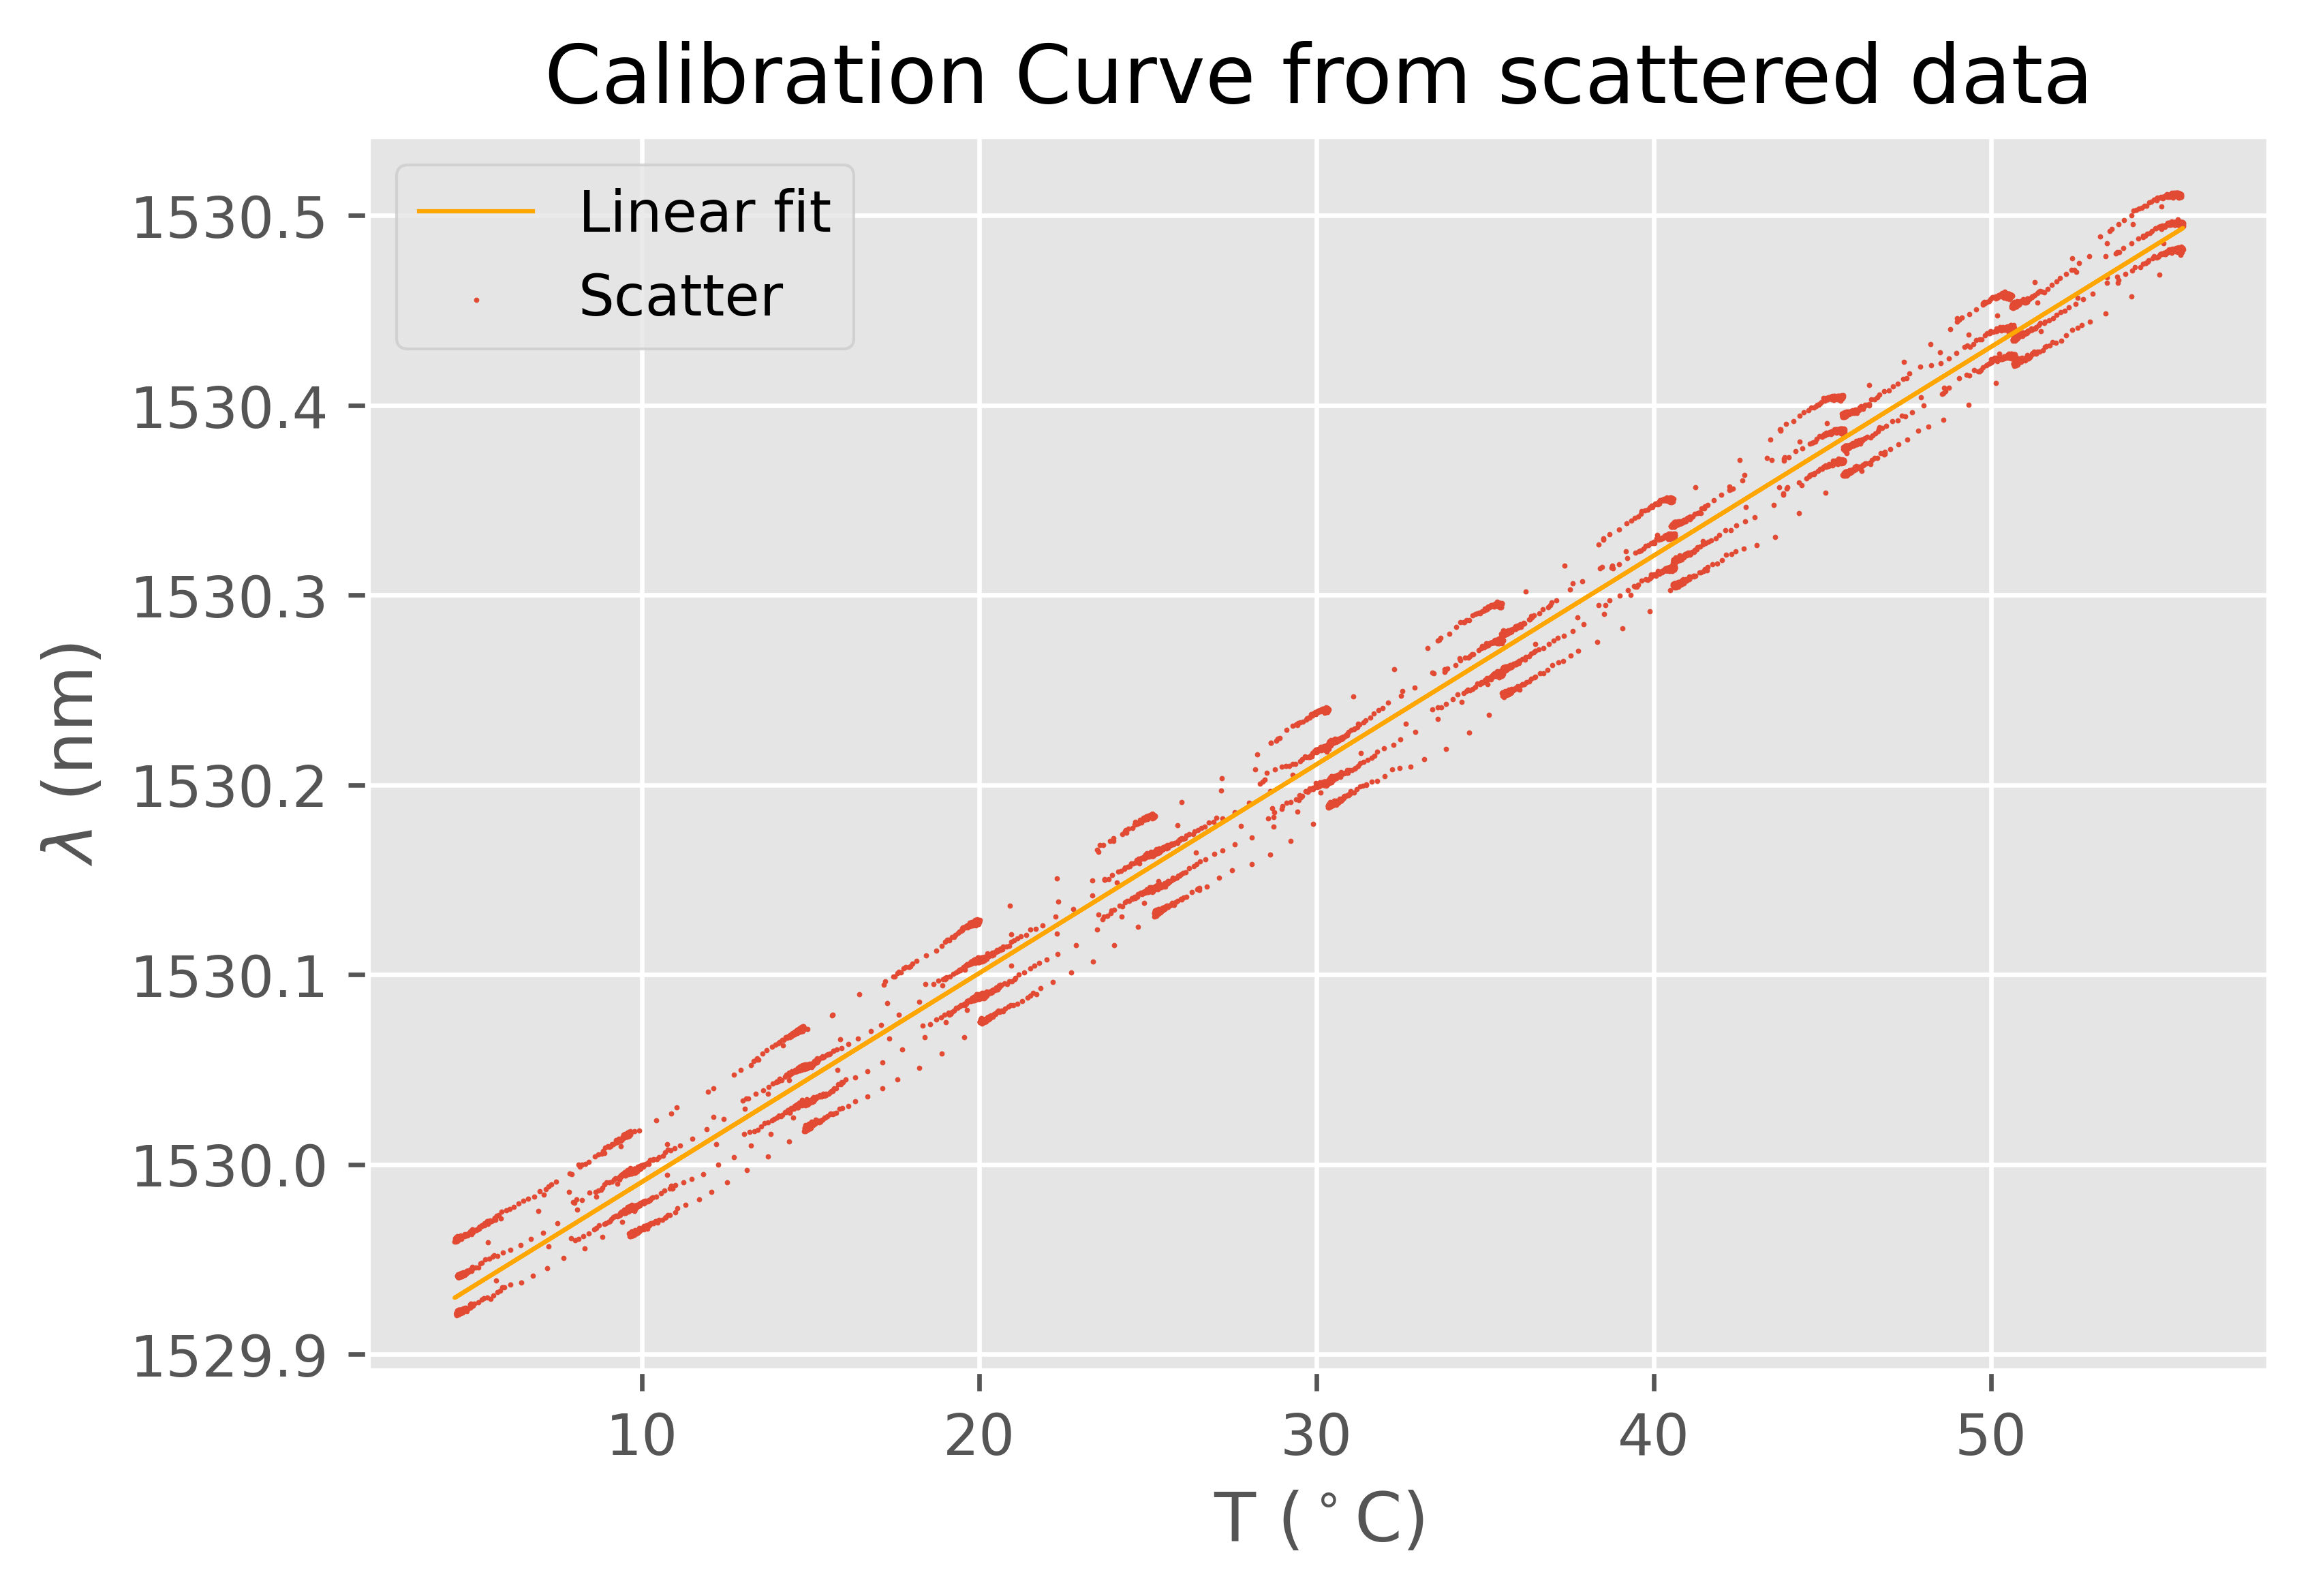 Calibration Curve from scattered data
Linear fit
Scatter
1530.5
1530.4
1530.3
1530.2
1530.1
1530.0
1529.9
λ (nm)
10 20 30 40 50
T (°C)